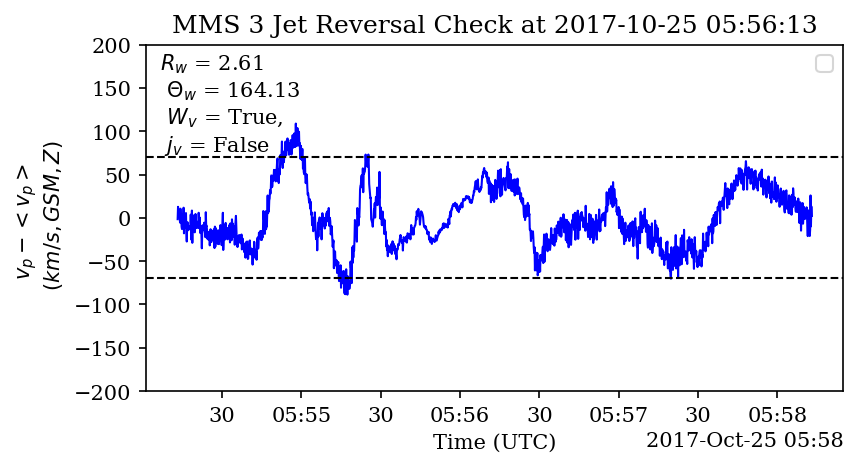 MMS 3 Jet Reversal Check at 2017-10-25 05:56:13
R_w = 2.61
Θ_w = 164.13
W_v = True,
j_v = False
v_p − < v_p >
(km/s, GSM, Z)
200
150
100
50
0
−50
−100
−150
−200
30 05:55 30 05:56 30 05:57 30 05:58
Time (UTC)
2017-Oct-25 05:58